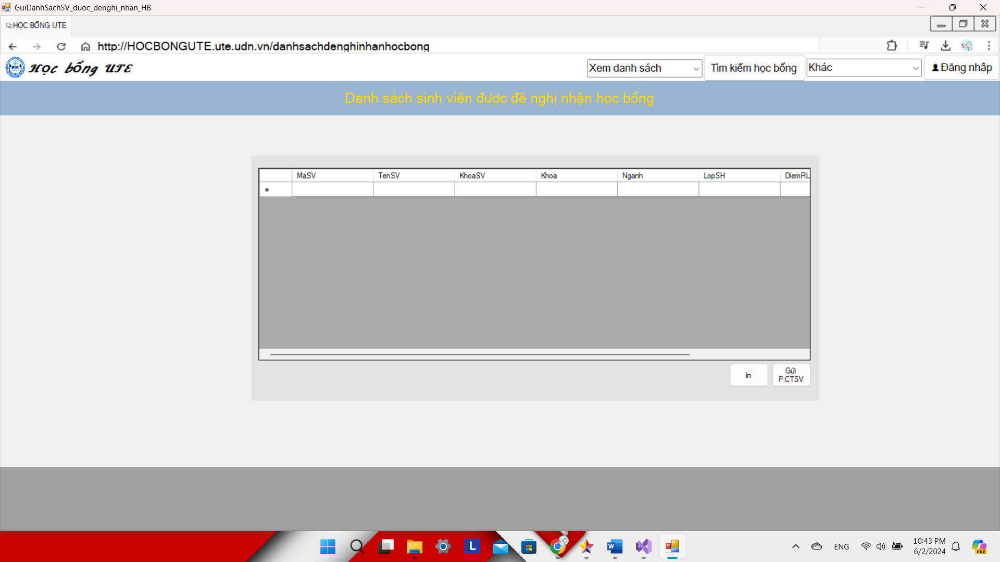 GuiDanhSachSV_duoc_denghi_nhan_HB
HỌC BỔNG UTE
http://HOCBONGUTE.ute.udn.vn/danhsachdenghinhanhocbong
Học bổng UTE
Xem danh sách
Tìm kiếm học bổng
Khác
Đăng nhập
Danh sách sinh viên được đề nghị nhận học bổng
MaSV TenSV KhoaSV Khoa Nganh LopSH DiemRL
In
Gửi
P.CTSV
L
W
ENG
10:43 PM
6/2/2024
PRE